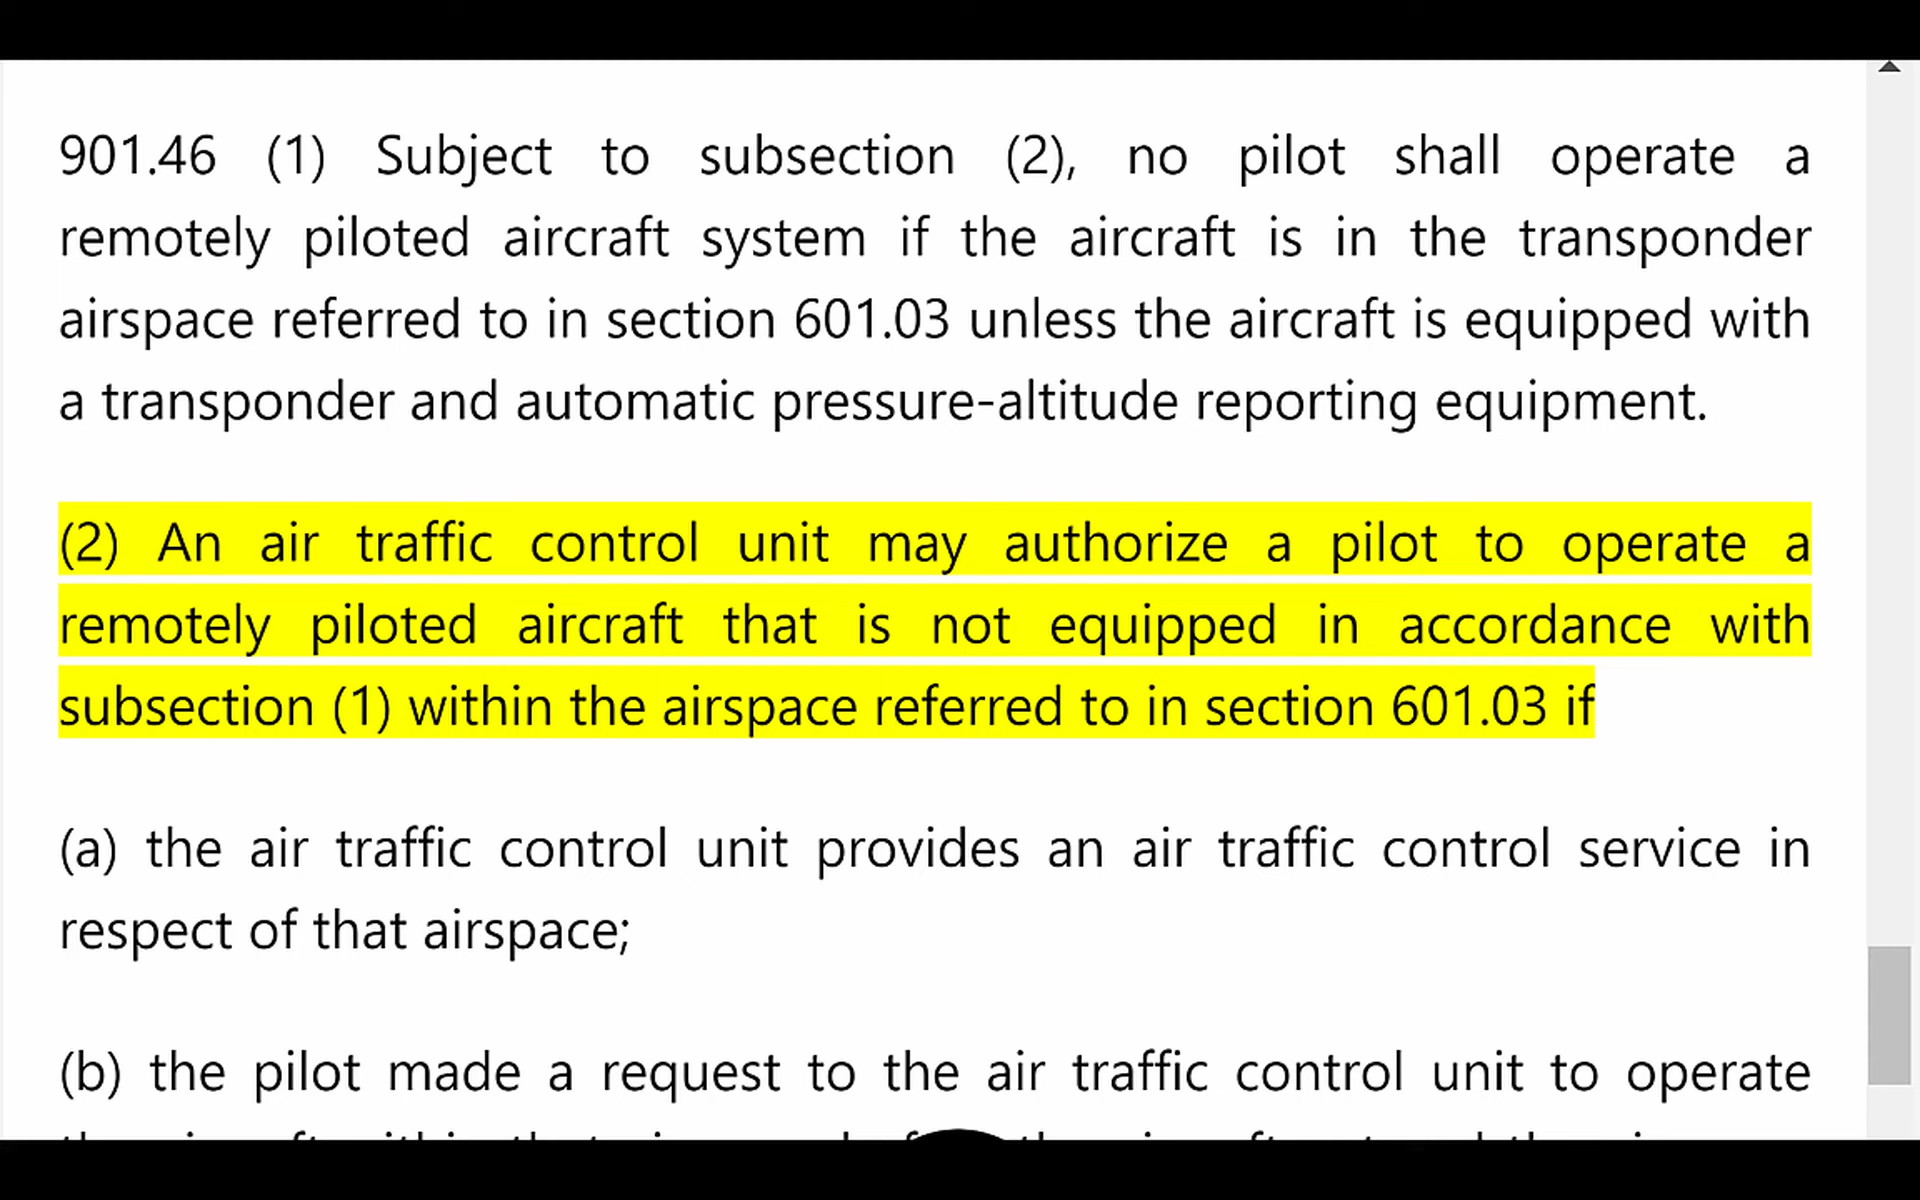 901.46 (1) Subject to subsection (2), no pilot shall operate a
remotely piloted aircraft system if the aircraft is in the transponder
airspace referred to in section 601.03 unless the aircraft is equipped with
a transponder and automatic pressure-altitude reporting equipment.
(2) An air traffic control unit may authorize a pilot to operate a
remotely piloted aircraft that is not equipped in accordance with
subsection (1) within the airspace referred to in section 601.03 if
(a) the air traffic control unit provides an air traffic control service in
respect of that airspace;
(b) the pilot made a request to the air traffic control unit to operate